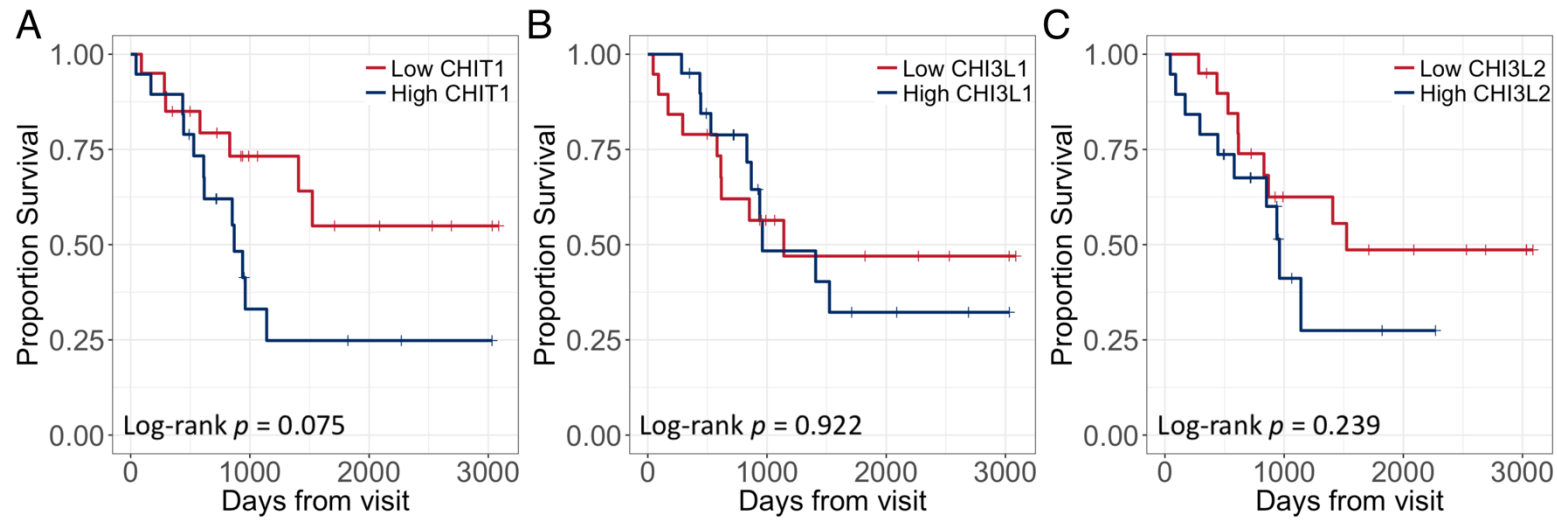 A
Proportion Survival
1.00
0.75
0.50
0.25
0.00
Low CHIT1
High CHIT1
Log-rank p = 0.075
0 1000 2000 3000
Days from visit
B
Proportion Survival
1.00
0.75
0.50
0.25
0.00
Low CHI3L1
High CHI3L1
Log-rank p = 0.922
0 1000 2000 3000
Days from visit
C
Proportion Survival
1.00
0.75
0.50
0.25
0.00
Low CHI3L2
High CHI3L2
Log-rank p = 0.239
0 1000 2000 3000
Days from visit